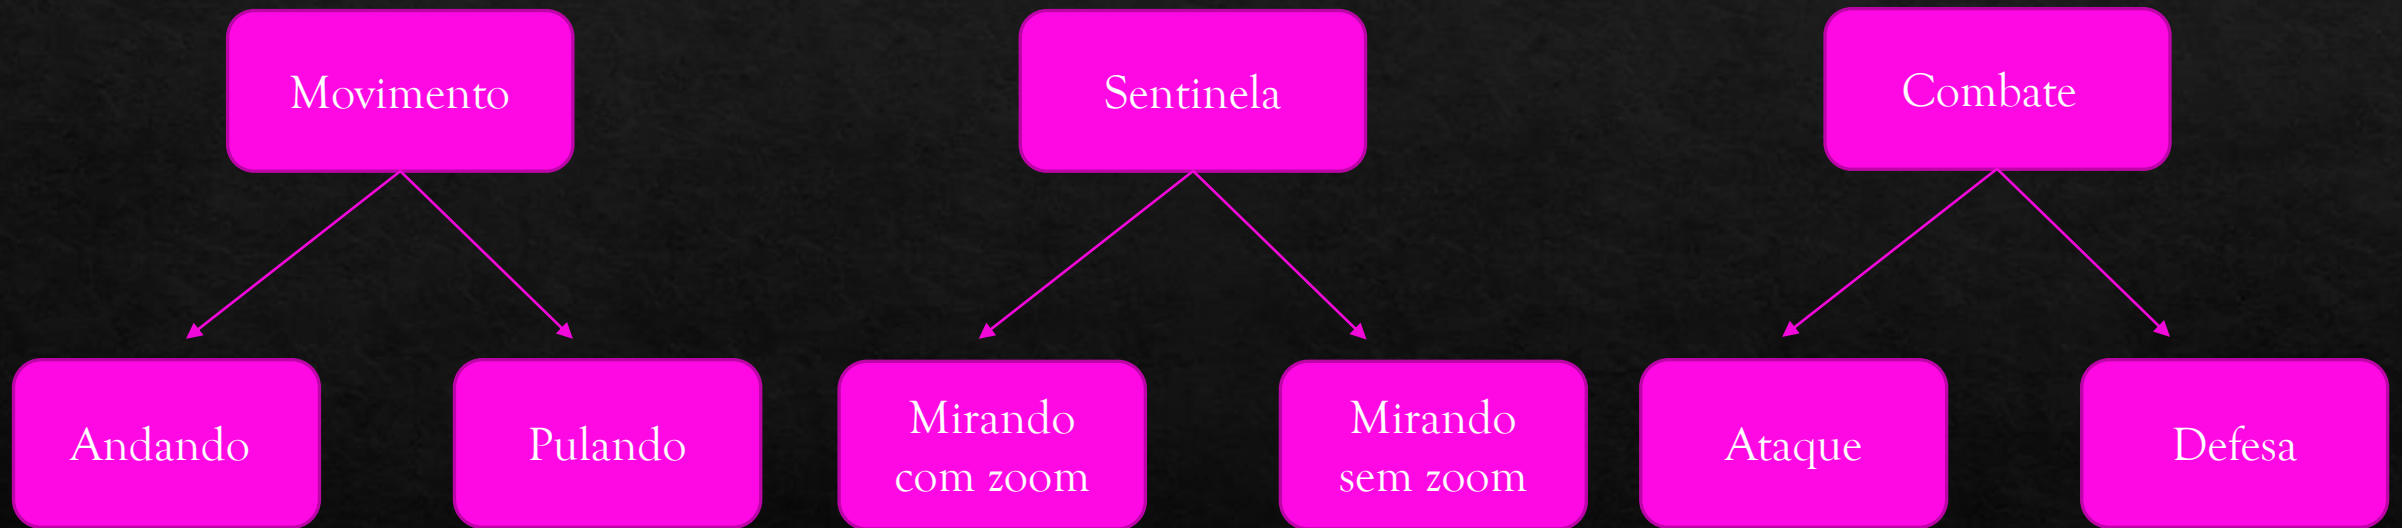 Movimento
Sentinela
Combate
Andando
Pulando
Mirando
com zoom
Mirando
sem zoom
Ataque
Defesa